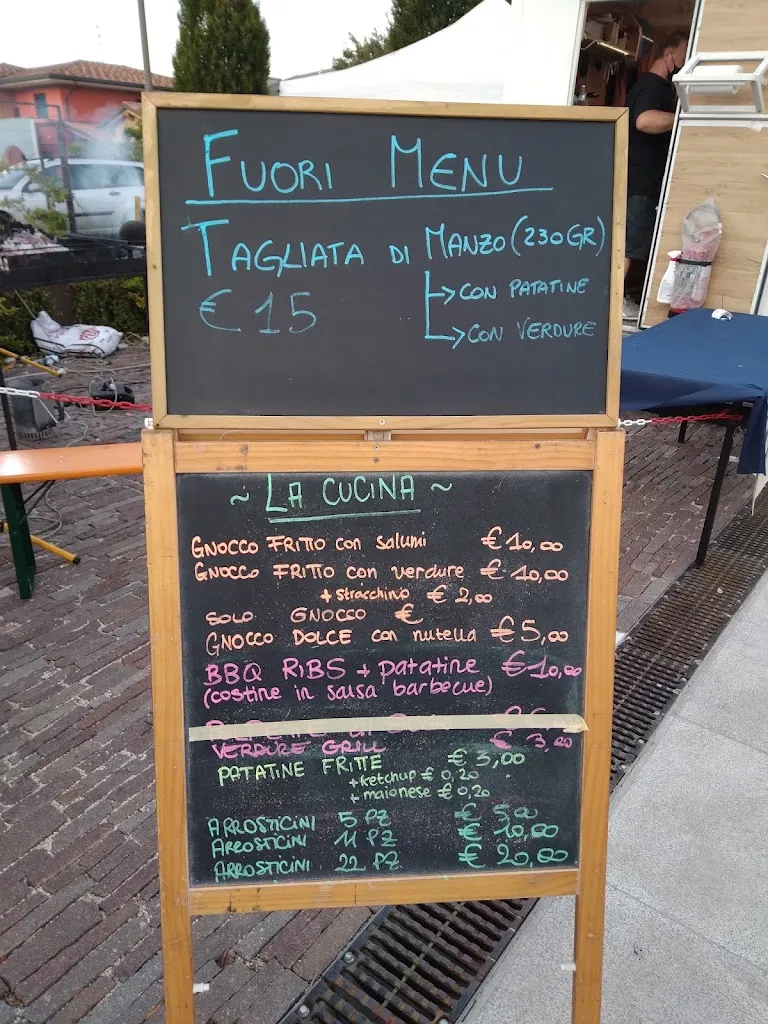 FUORI MENU
TAGLIATA DI MANZO (230GR)
€ 15
CON PATATINE
CON VERDURE
~ LA CUCINA ~
GNOCCO FRITTO con salumi € 10,00
GNOCCO FRITTO con verdure € 10,00
+ stracchino € 2,00
SOLO GNOCCO €
GNOCCO DOLCE con nutella € 5,00
BBQ RIBS + patatine € 10,00
(costine in salsa barbecue)
VERDURE GRILL € 3,00
PATATINE FRITTE € 3,00
+ ketchup € 0,20
+ maionese € 0,20
ARROSTICINI 5 PZ € 5,00
ARROSTICINI 11 PZ € 10,00
ARROSTICINI 22 PZ € 20,00